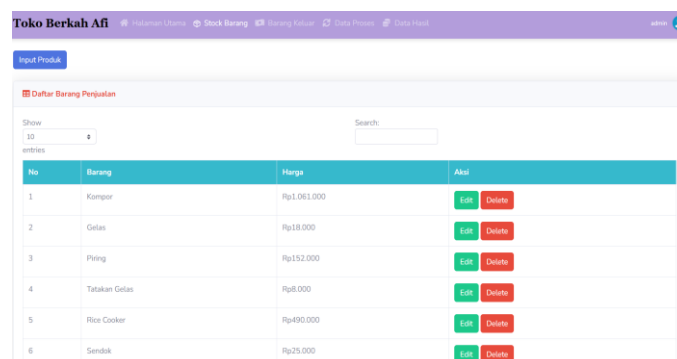 Toko Berkah Afi Halaman Utama Stock Barang Barang Keluar Data Proses Data Hasil admin
Input Produk
Daftar Barang Penjualan
Show Search:
10
entries
No Barang Harga Aksi
1 Kompor Rp1.061.000 Edit Delete
2 Gelas Rp18.000 Edit Delete
3 Piring Rp152.000 Edit Delete
4 Tatakan Gelas Rp8.000 Edit Delete
5 Rice Cooker Rp490.000 Edit Delete
6 Sendok Rp25.000 Edit Delete